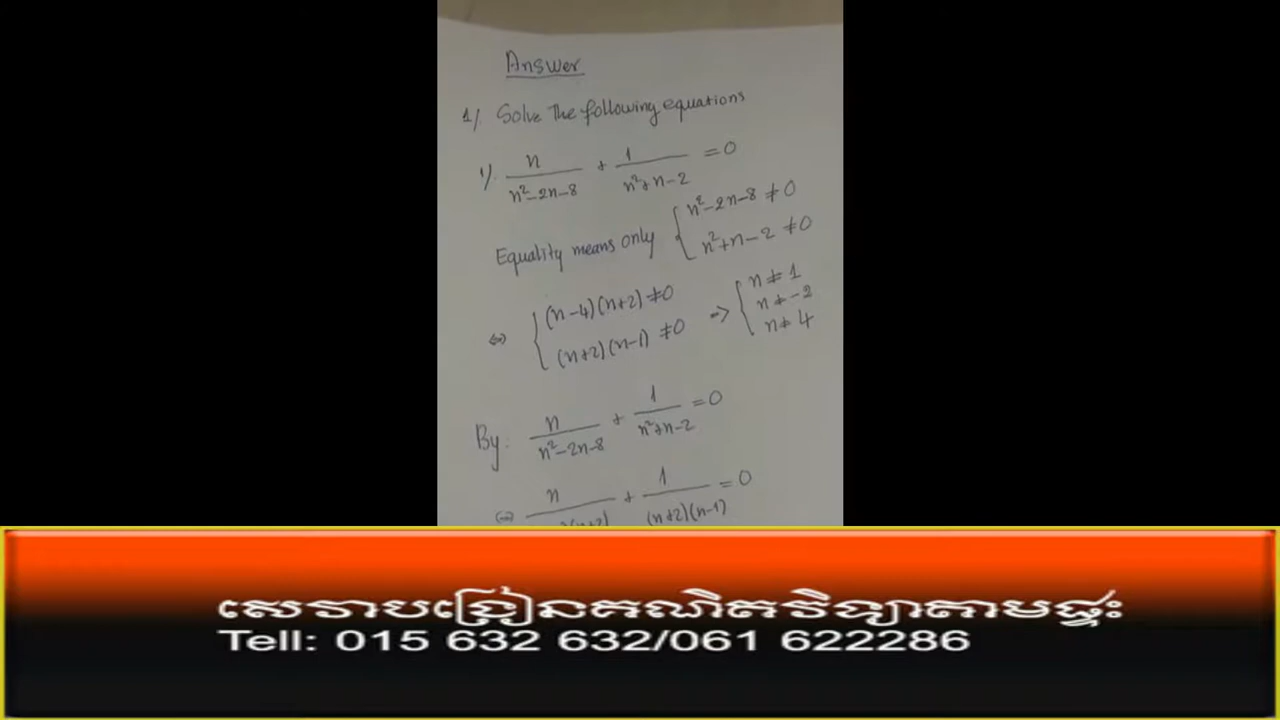 Answer
1/. Solve the following equations
1/. n/(n²-2n-8) + 1/(n²+n-2) = 0
Equality means only { n²-2n-8 ≠ 0
n²+n-2 ≠ 0
⇔ { (n-4)(n+2) ≠ 0
(n+2)(n-1) ≠ 0
=> { n ≠ 1
n ≠ -2
n ≠ 4
By: n/(n²-2n-8) + 1/(n²+n-2) = 0
⇔ n/ (n+2) + 1/(n+2)(n-1) = 0
សេវាបង្រៀនគណិតវិទ្យាតាមផ្ទះ
Tell: 015 632 632/061 622286